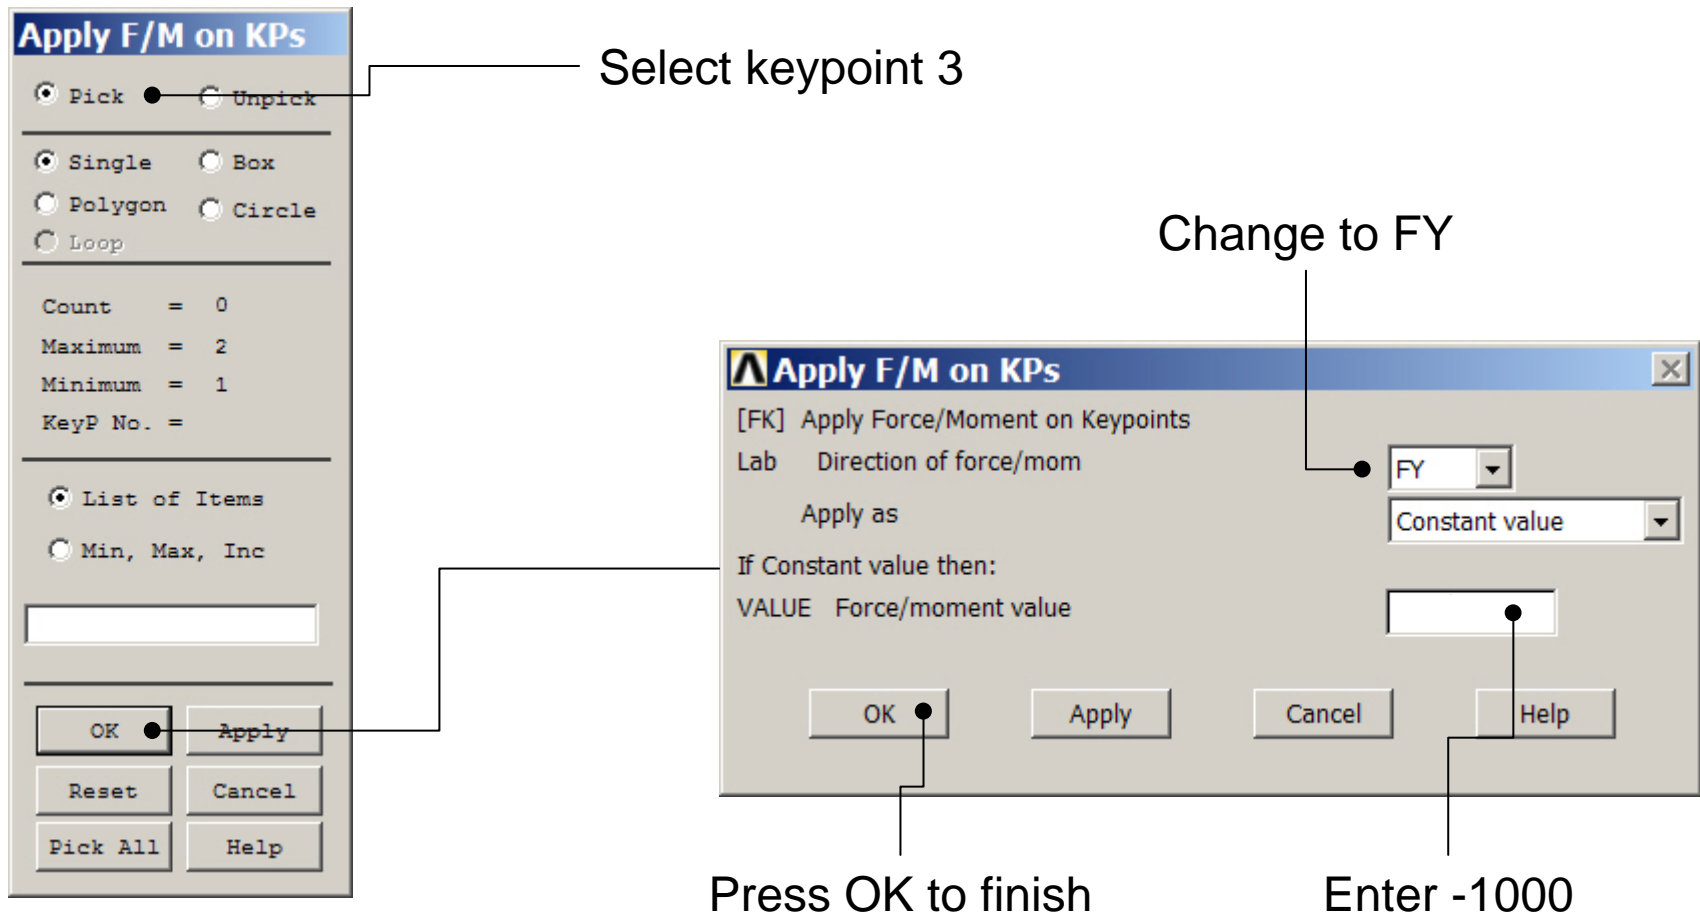 Apply F/M on KPs
Pick Unpick
Single Box
Polygon Circle
Loop
Count = 0
Maximum = 2
Minimum = 1
KeyP No. =
List of Items
Min, Max, Inc
OK Apply
Reset Cancel
Pick All Help
Select keypoint 3
Change to FY
Apply F/M on KPs
[FK] Apply Force/Moment on Keypoints
Lab Direction of force/mom FY
Apply as Constant value
If Constant value then:
VALUE Force/moment value
OK Apply Cancel Help
Press OK to finish
Enter -1000